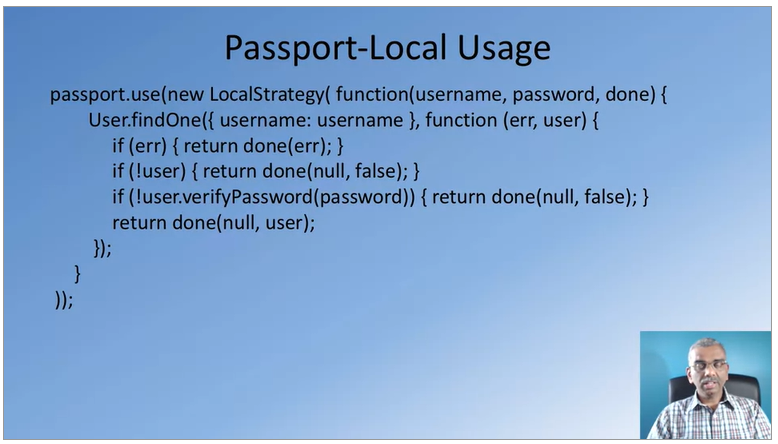 Passport-Local Usage
passport.use(new LocalStrategy( function(username, password, done) {
User.findOne({ username: username }, function (err, user) {
if (err) { return done(err); }
if (!user) { return done(null, false); }
if (!user.verifyPassword(password)) { return done(null, false); }
return done(null, user);
});
}
));